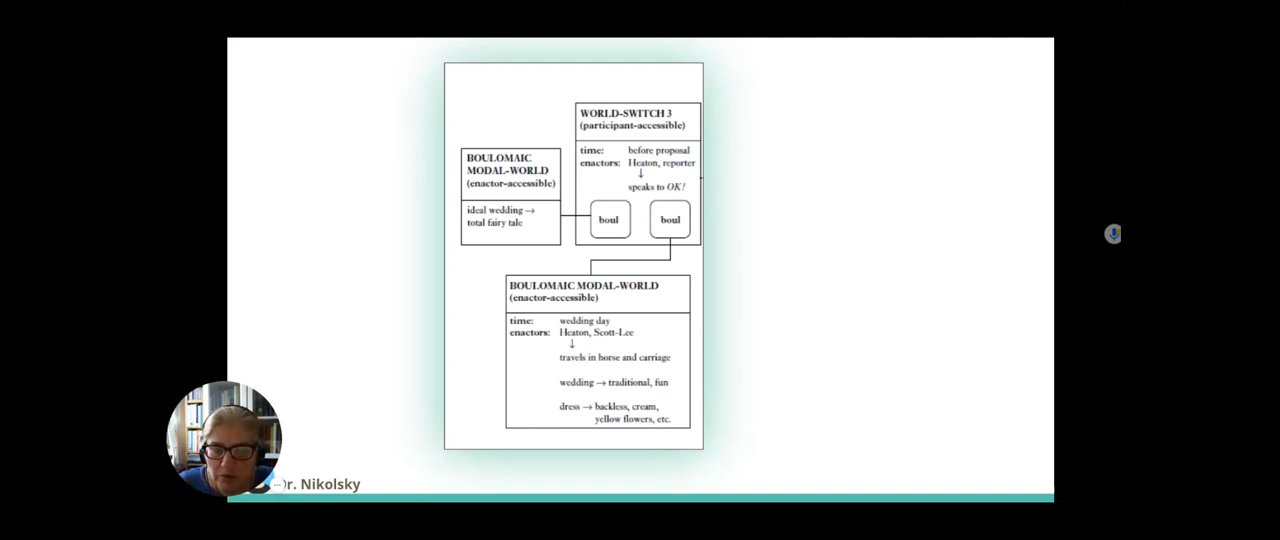 WORLD-SWITCH 3
(participant-accessible)
time: before proposal
enactors: Heaton, reporter
↓
speaks to OK!
boul boul
BOULOMAIC
MODAL-WORLD
(enactor-accessible)
ideal wedding →
total fairy tale
BOULOMAIC MODAL-WORLD
(enactor-accessible)
time: wedding day
enactors: Heaton, Scott-Lee
↓
travels in horse and carriage
wedding → traditional, fun
dress → backless, cream,
yellow flowers, etc.
r. Nikolsky